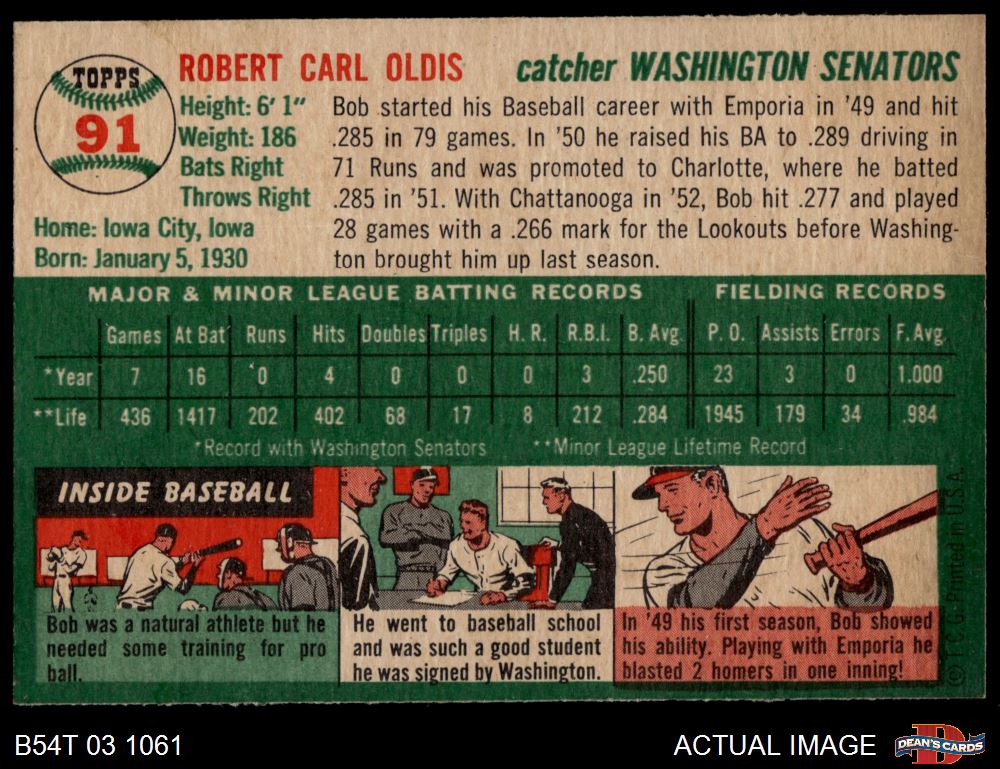 TOPPS
91
ROBERT CARL OLDIS catcher WASHINGTON SENATORS
Height: 6' 1"
Weight: 186
Bats Right
Throws Right
Home: Iowa City, Iowa
Born: January 5, 1930
Bob started his Baseball career with Emporia in '49 and hit
.285 in 79 games. In '50 he raised his BA to .289 driving in
71 Runs and was promoted to Charlotte, where he batted
.285 in '51. With Chattanooga in '52, Bob hit .277 and played
28 games with a .266 mark for the Lookouts before Washing-
ton brought him up last season.
MAJOR & MINOR LEAGUE BATTING RECORDS FIELDING RECORDS
Games At Bat Runs Hits Doubles Triples H. R. R.B.I. B. Avg. P. O. Assists Errors F. Avg.
*Year 7 16 0 4 0 0 0 3 .250 23 3 0 1.000
**Life 436 1417 202 402 68 17 8 212 .284 1945 179 34 .984
*Record with Washington Senators **Minor League Lifetime Record
INSIDE BASEBALL
Bob was a natural athlete but he
needed some training for pro
ball.
He went to baseball school
and was such a good student
he was signed by Washington.
In '49 his first season, Bob showed
his ability. Playing with Emporia he
blasted 2 homers in one inning!
© T. C. G. Printed in U.S.A.
B54T 03 1061
ACTUAL IMAGE
DEAN'S CARDS